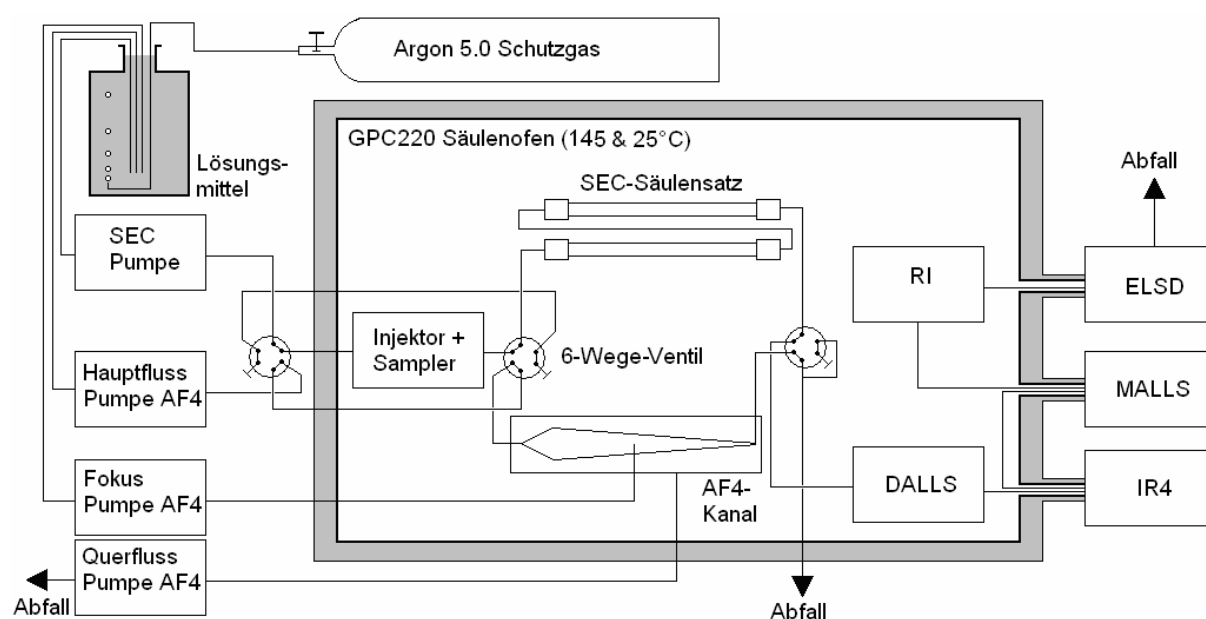 Argon 5.0 Schutzgas
GPC220 Säulenofen (145 & 25°C)
Lösungs-
mittel
SEC-Säulensatz
Abfall
SEC
Pumpe
RI
ELSD
Injektor +
Sampler
6-Wege-Ventil
Hauptfluss
Pumpe AF4
MALLS
Fokus
Pumpe AF4
AF4-
Kanal
DALLS
IR4
Querfluss
Pumpe AF4
Abfall
Abfall